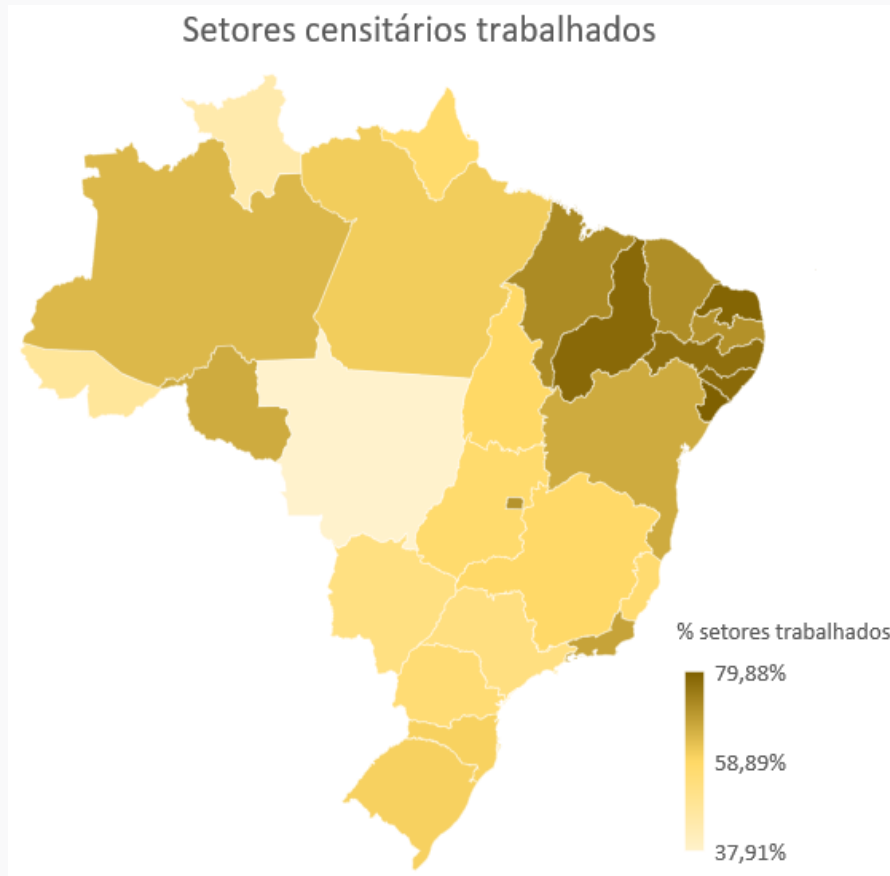 Setores censitários trabalhados
% setores trabalhados
79,88%
58,89%
37,91%